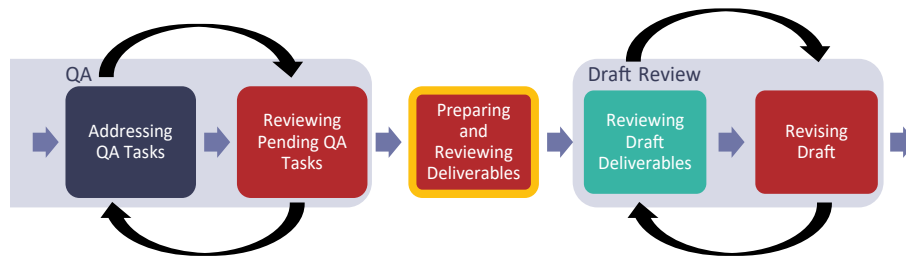 QA
Addressing
QA Tasks
Reviewing
Pending QA
Tasks
Preparing
and
Reviewing
Deliverables
Draft Review
Reviewing
Draft
Deliverables
Revising
Draft